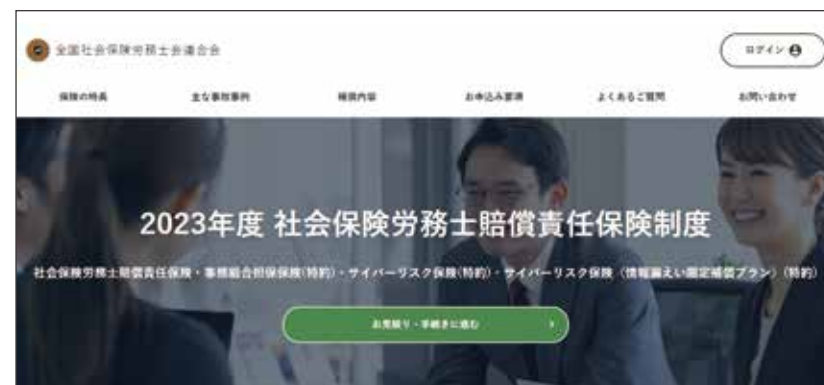 全国社会保険労務士会連合会
ログイン
保険の特長
主な事故事例
補償内容
お申込み要項
よくあるご質問
お問い合わせ
2023年度 社会保険労務士賠償責任保険制度
社会保険労務士賠償責任保険・事務組合担保保険(特約)・サイバーリスク保険(特約)・サイバーリスク保険（情報漏えい限定補償プラン）(特約)
お見積り・手続きに進む